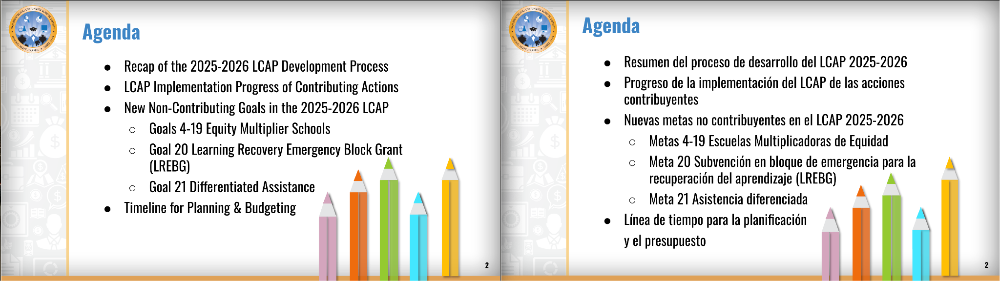 SAN BERNARDINO CITY UNIFIED SCHOOL DISTRICT
MAKING HOPE HAPPEN • SINCE 1964
Agenda
● Recap of the 2025-2026 LCAP Development Process
● LCAP Implementation Progress of Contributing Actions
● New Non-Contributing Goals in the 2025-2026 LCAP
○ Goals 4-19 Equity Multiplier Schools
○ Goal 20 Learning Recovery Emergency Block Grant
(LREBG)
○ Goal 21 Differentiated Assistance
● Timeline for Planning & Budgeting
2
SAN BERNARDINO CITY UNIFIED SCHOOL DISTRICT
MAKING HOPE HAPPEN • SINCE 1964
Agenda
● Resumen del proceso de desarrollo del LCAP 2025-2026
● Progreso de la implementación del LCAP de las acciones
contribuyentes
● Nuevas metas no contribuyentes en el LCAP 2025-2026
○ Metas 4-19 Escuelas Multiplicadoras de Equidad
○ Meta 20 Subvención en bloque de emergencia para la
recuperación del aprendizaje (LREBG)
○ Meta 21 Asistencia diferenciada
● Línea de tiempo para la planificación
y el presupuesto
2